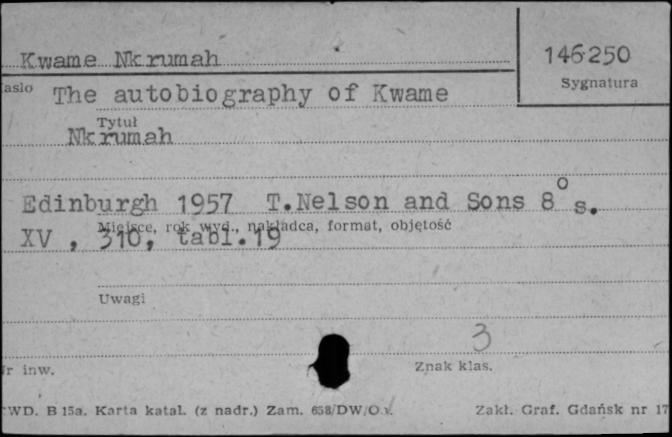 Kwame Nkrumah
146250
asło
Sygnatura
The autobiography of Kwame
Tytuł
Nkrumah
Edinburgh 1957 T.Nelson and Sons 8° s.
Miejsce, rok wyd., nakładca, format, objętość
XV , 310, tabl.19
Uwagi
3
r inw.
Znak klas.
WD. B 15a. Karta katal. (z nadr.) Zam. 658/DW/O
Zakł. Graf. Gdańsk nr 17